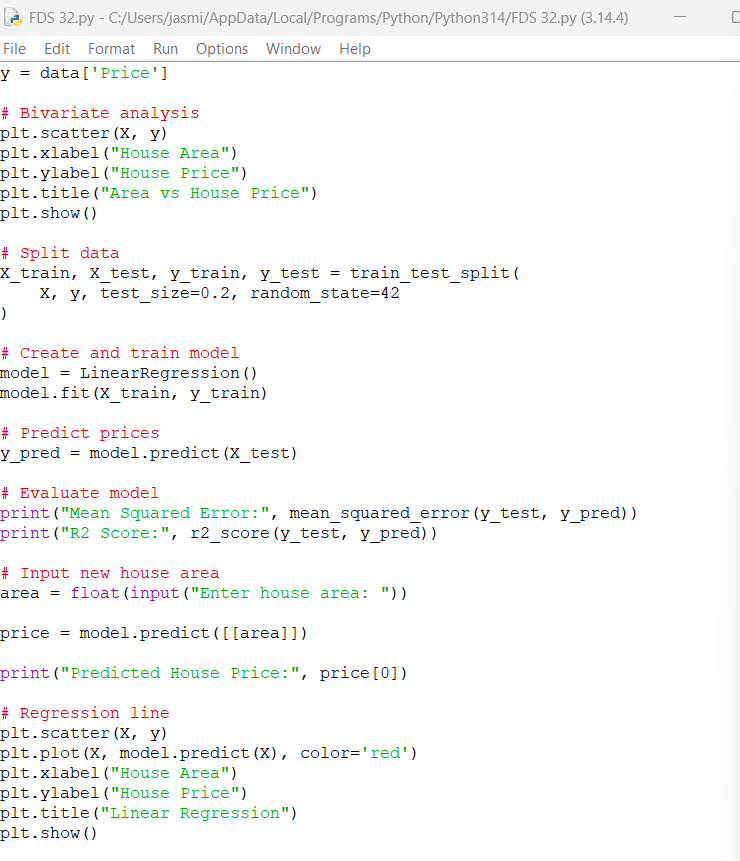 FDS 32.py - C:/Users/jasmi/AppData/Local/Programs/Python/Python314/FDS 32.py (3.14.4)
File Edit Format Run Options Window Help
y = data['Price']

# Bivariate analysis
plt.scatter(X, y)
plt.xlabel("House Area")
plt.ylabel("House Price")
plt.title("Area vs House Price")
plt.show()

# Split data
X_train, X_test, y_train, y_test = train_test_split(
    X, y, test_size=0.2, random_state=42
)

# Create and train model
model = LinearRegression()
model.fit(X_train, y_train)

# Predict prices
y_pred = model.predict(X_test)

# Evaluate model
print("Mean Squared Error:", mean_squared_error(y_test, y_pred))
print("R2 Score:", r2_score(y_test, y_pred))

# Input new house area
area = float(input("Enter house area: "))

price = model.predict([[area]])

print("Predicted House Price:", price[0])

# Regression line
plt.scatter(X, y)
plt.plot(X, model.predict(X), color='red')
plt.xlabel("House Area")
plt.ylabel("House Price")
plt.title("Linear Regression")
plt.show()